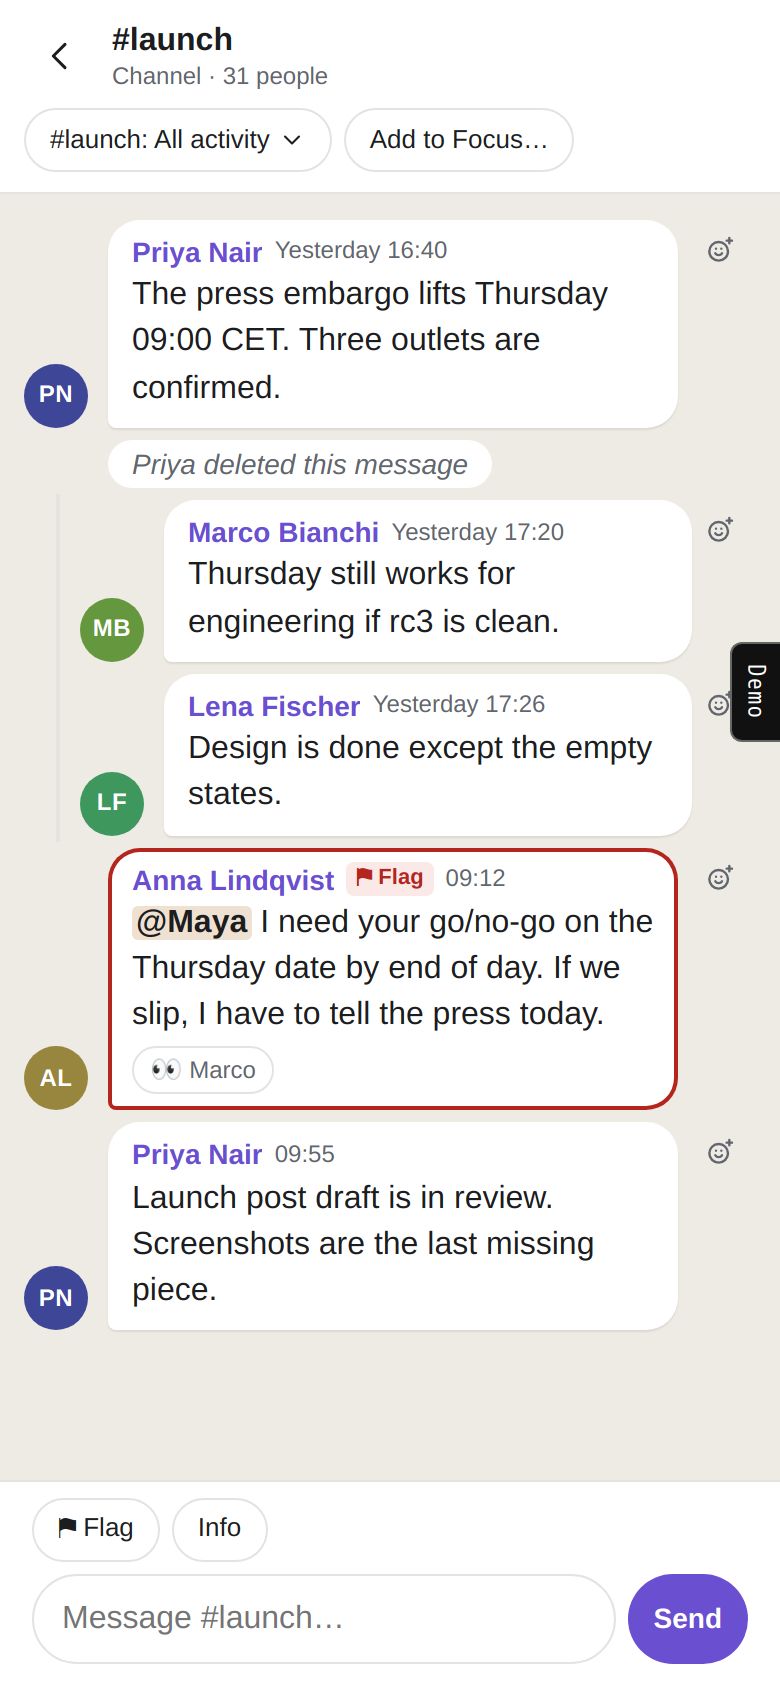 #launch
Channel · 31 people
#launch: All activity
Add to Focus…
Priya Nair Yesterday 16:40
The press embargo lifts Thursday
09:00 CET. Three outlets are
confirmed.
PN
Priya deleted this message
Marco Bianchi Yesterday 17:20
Thursday still works for
engineering if rc3 is clean.
MB
Demo
Lena Fischer Yesterday 17:26
Design is done except the empty
states.
LF
Anna Lindqvist Flag 09:12
@Maya I need your go/no-go on the
Thursday date by end of day. If we
slip, I have to tell the press today.
👀 Marco
AL
Priya Nair 09:55
Launch post draft is in review.
Screenshots are the last missing
piece.
PN
Flag
Info
Message #launch…
Send